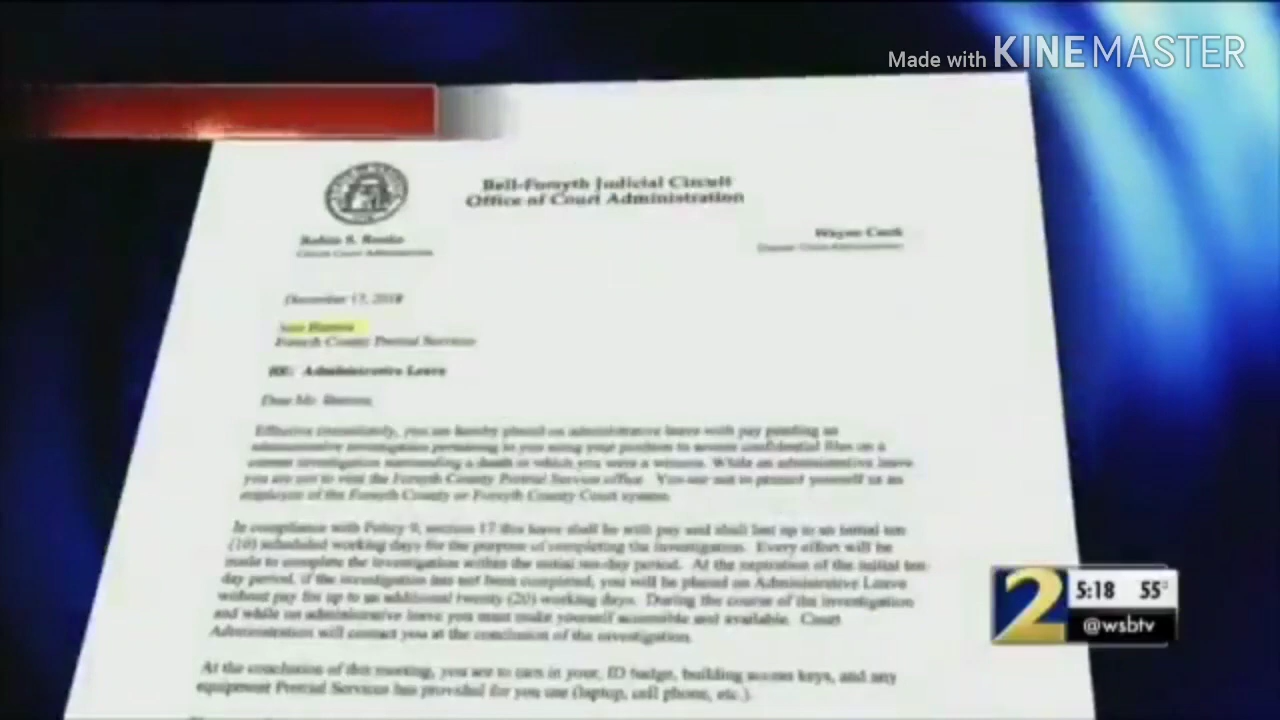 Made with KINEMASTER
Bell-Forsyth Judicial Circuit
Office of Court Administration
Wayne
Court Administrator
December 17, 2018
Forsyth County Pretrial Services
RE: Administrative Leave
Dear Mr.
Effective immediately, you are hereby placed on administrative leave with pay pending an
administrative investigation pertaining to you using your position to access confidential files on a
current investigation surrounding a death in which you were a witness. While on administrative leave
you are not to visit the Forsyth County Pretrial Service office. You are not to present yourself as an
employee of the Forsyth County or Forsyth County Court system.
In compliance with Policy 9, section 17 this leave shall be with pay and shall last up to an initial ten
(10) scheduled working days for the purpose of completing the investigation. Every effort will be
made to complete the investigation within the initial ten-day period. At the expiration of the initial ten-
day period, if the investigation has not been completed, you will be placed on Administrative Leave
without pay for up to an additional twenty (20) working days. During the course of the investigation
and while on administrative leave you must make yourself accessible and available. Court
Administration will contact you at the conclusion of the investigation.
At the conclusion of this meeting, you are to turn in your, ID badge, building access keys, and any
equipment Pretrial Services has provided for you use (laptop, cell phone, etc.).
2
5:18 55°
@wsbtv